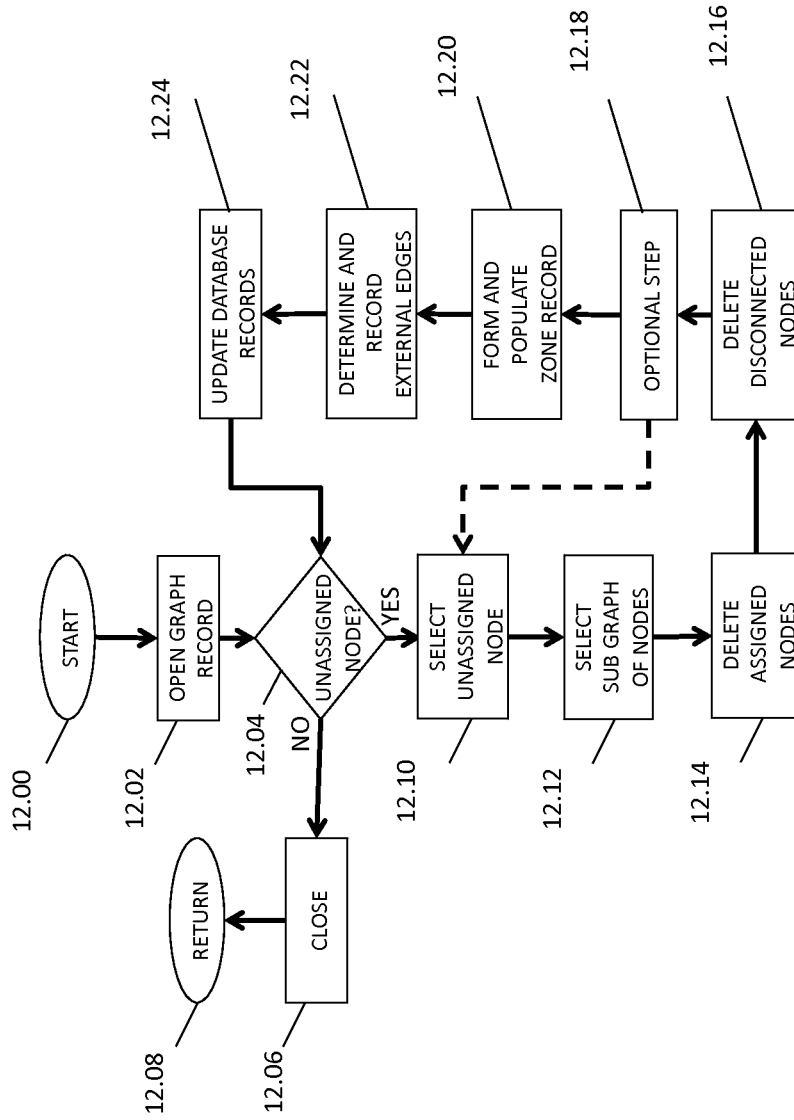 12.00
START
12.02
OPEN GRAPH
RECORD
12.04
UNASSIGNED
NODE?
NO
YES
12.06
CLOSE
12.08
RETURN
12.10
SELECT
UNASSIGNED
NODE
12.12
SELECT
SUB GRAPH
OF NODES
12.14
DELETE
ASSIGNED
NODES
12.16
DELETE
DISCONNECTED
NODES
12.18
OPTIONAL STEP
12.20
FORM AND
POPULATE
ZONE RECORD
12.22
DETERMINE AND
RECORD
EXTERNAL EDGES
12.24
UPDATE DATABASE
RECORDS